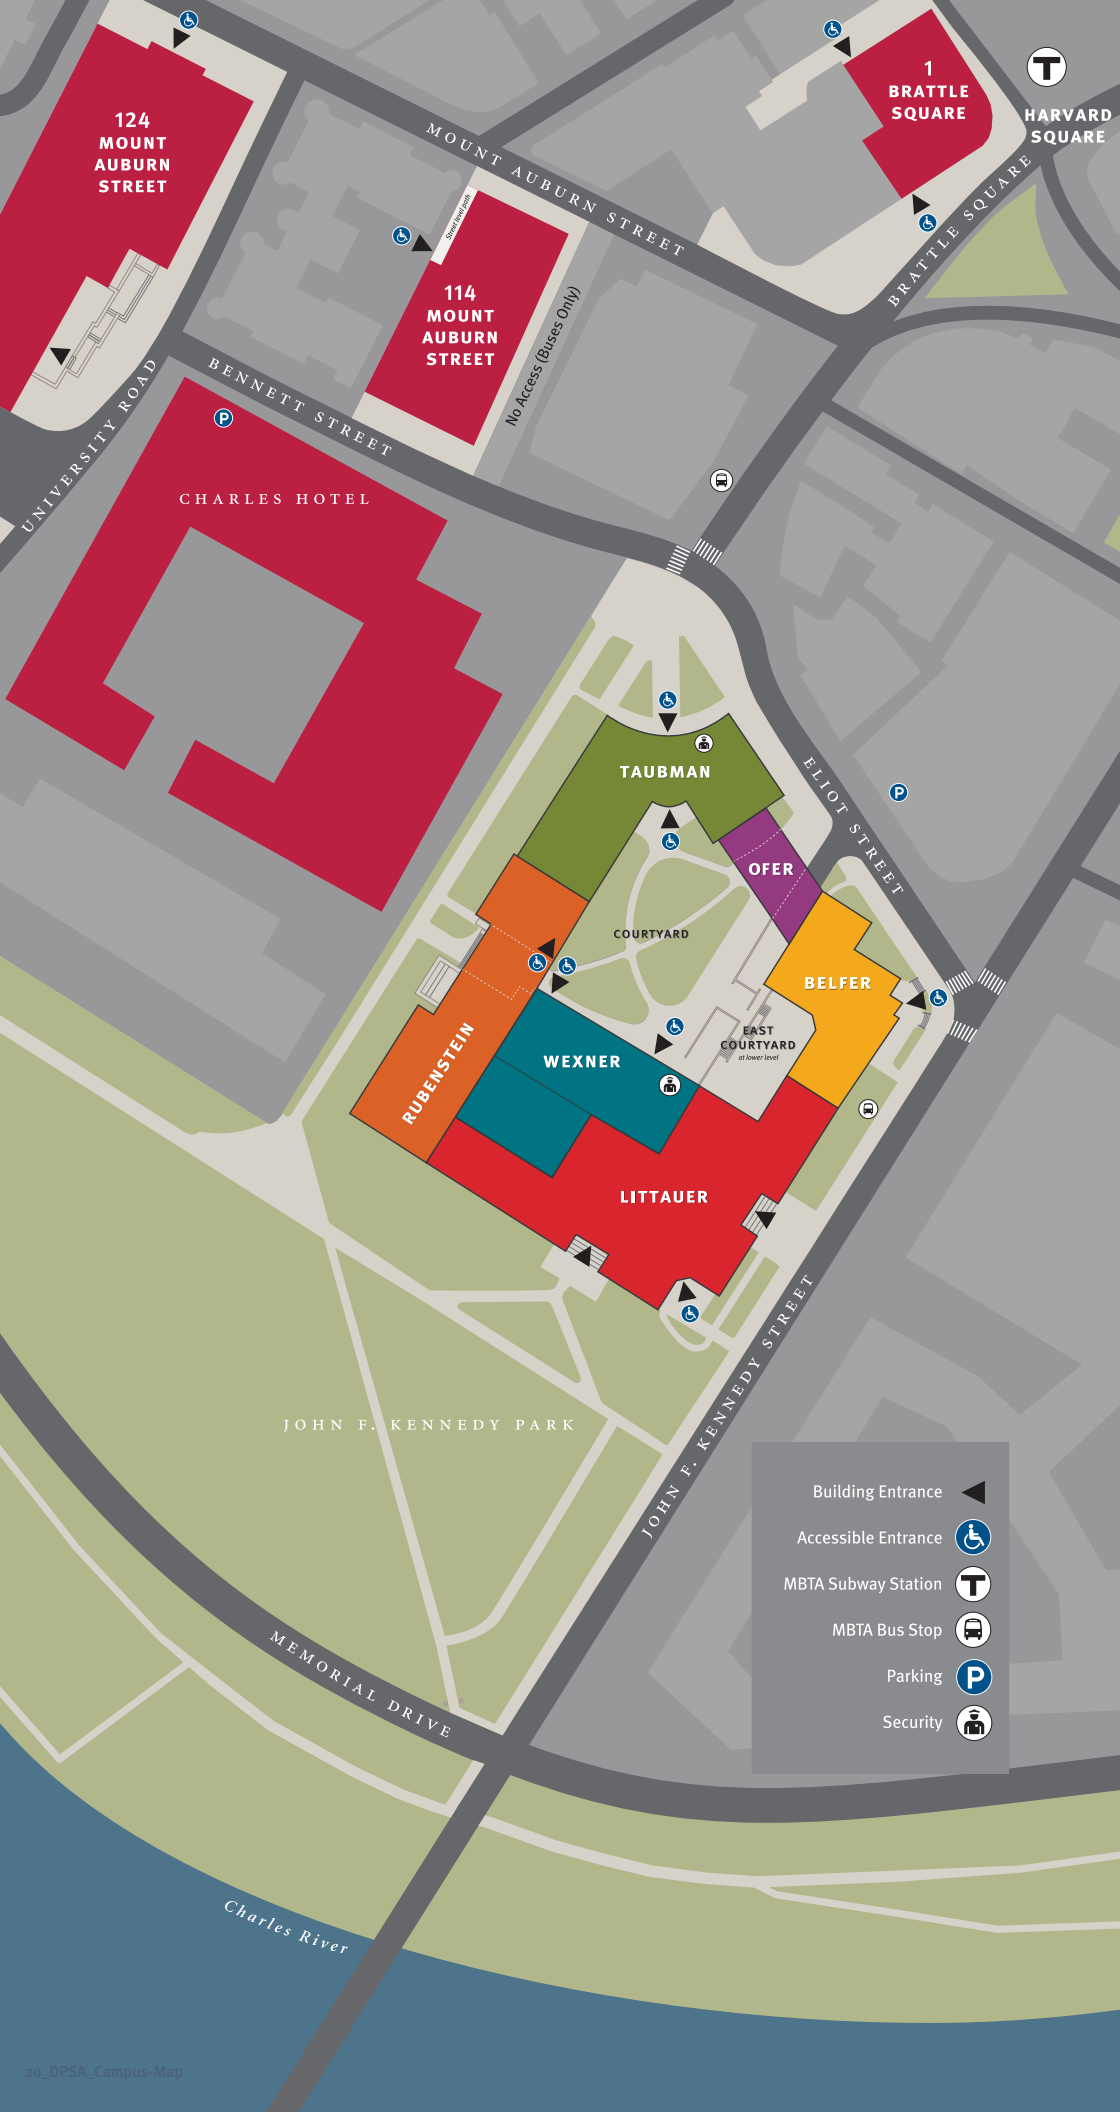 124
MOUNT
AUBURN
STREET
1
BRATTLE
SQUARE
HARVARD
SQUARE
MOUNT AUBURN STREET
BRATTLE SQUARE
Street level path
114
MOUNT
AUBURN
STREET
No Access (Buses Only)
UNIVERSITY ROAD
BENNETT STREET
P
CHARLES HOTEL
TAUBMAN
ELIOT STREET
P
OFER
COURTYARD
BELFER
EAST
COURTYARD
at lower level
WEXNER
RUBENSTEIN
LITTAUER
JOHN F. KENNEDY STREET
JOHN F. KENNEDY PARK
Building Entrance
Accessible Entrance
MBTA Subway Station
T
MBTA Bus Stop
Parking
P
Security
MEMORIAL DRIVE
Charles River
20_DPSA_Campus-Map